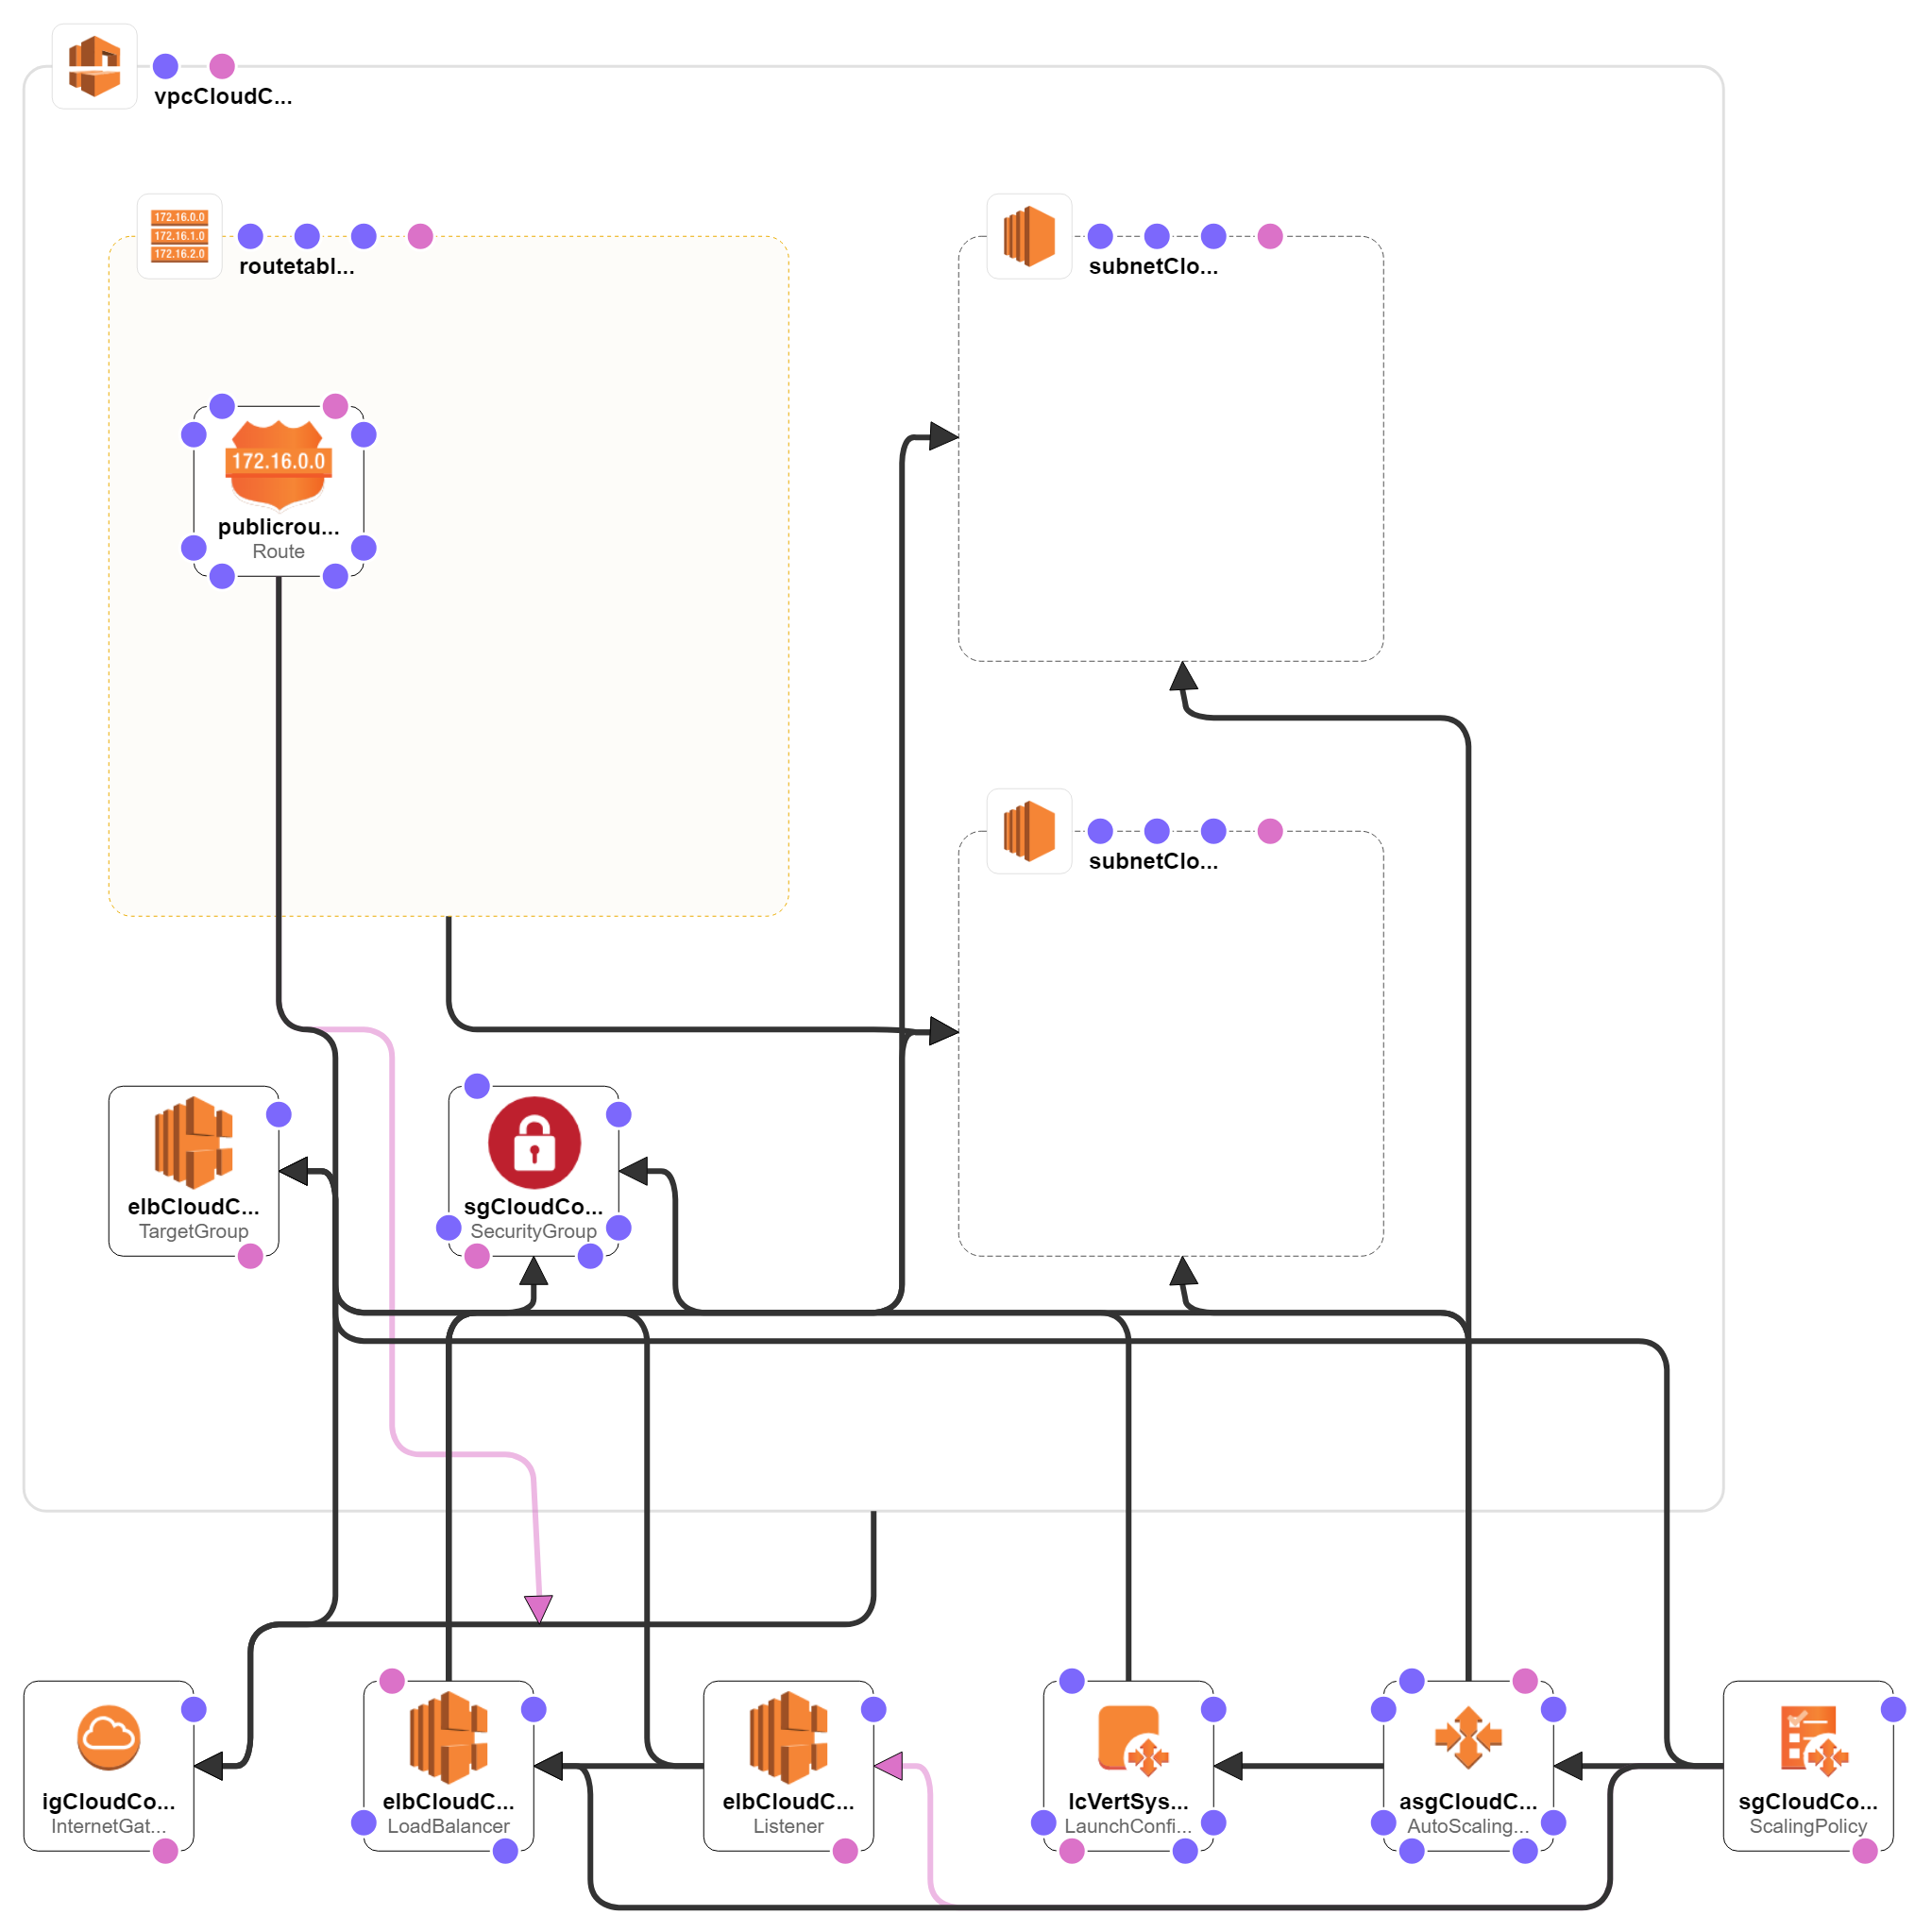 vpcCloudC...
172.16.0.0
172.16.1.0
172.16.2.0
routetabl...
subnetClo...
172.16.0.0
publicrou...
Route
subnetClo...
elbCloudC...
TargetGroup
sgCloudCo...
SecurityGroup
igCloudCo...
InternetGat...
elbCloudC...
LoadBalancer
elbCloudC...
Listener
lcVertSys...
LaunchConfi...
asgCloudC...
AutoScaling...
sgCloudCo...
ScalingPolicy